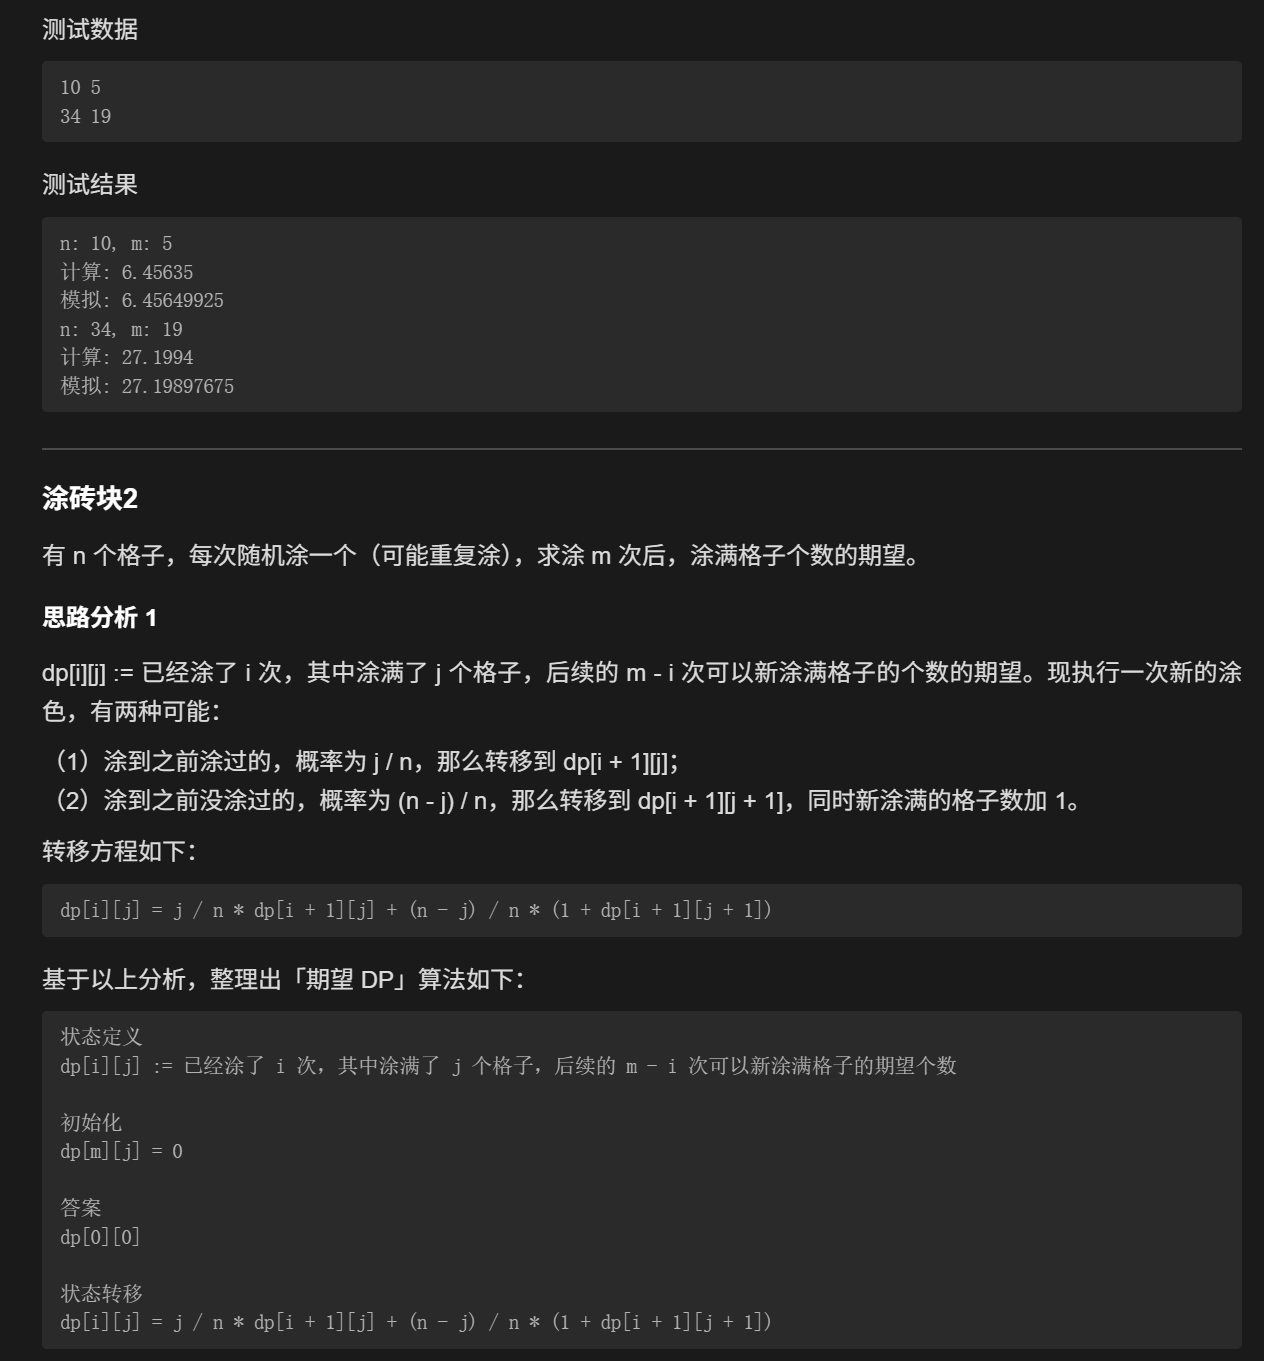 测试数据
10 5
34 19
测试结果
n: 10, m: 5
计算: 6.45635
模拟: 6.45649925
n: 34, m: 19
计算: 27.1994
模拟: 27.19897675
涂砖块2
有 n 个格子，每次随机涂一个（可能重复涂），求涂 m 次后，涂满格子个数的期望。
思路分析 1
dp[i][j] := 已经涂了 i 次，其中涂满了 j 个格子，后续的 m - i 次可以新涂满格子的个数的期望。现执行一次新的涂
色，有两种可能：
（1）涂到之前涂过的，概率为 j / n，那么转移到 dp[i + 1][j]；
（2）涂到之前没涂过的，概率为 (n - j) / n，那么转移到 dp[i + 1][j + 1]，同时新涂满的格子数加 1。
转移方程如下：
dp[i][j] = j / n * dp[i + 1][j] + (n - j) / n * (1 + dp[i + 1][j + 1])
基于以上分析，整理出「期望 DP」算法如下：
状态定义
dp[i][j] := 已经涂了 i 次，其中涂满了 j 个格子，后续的 m - i 次可以新涂满格子的期望个数
初始化
dp[m][j] = 0
答案
dp[0][0]
状态转移
dp[i][j] = j / n * dp[i + 1][j] + (n - j) / n * (1 + dp[i + 1][j + 1])